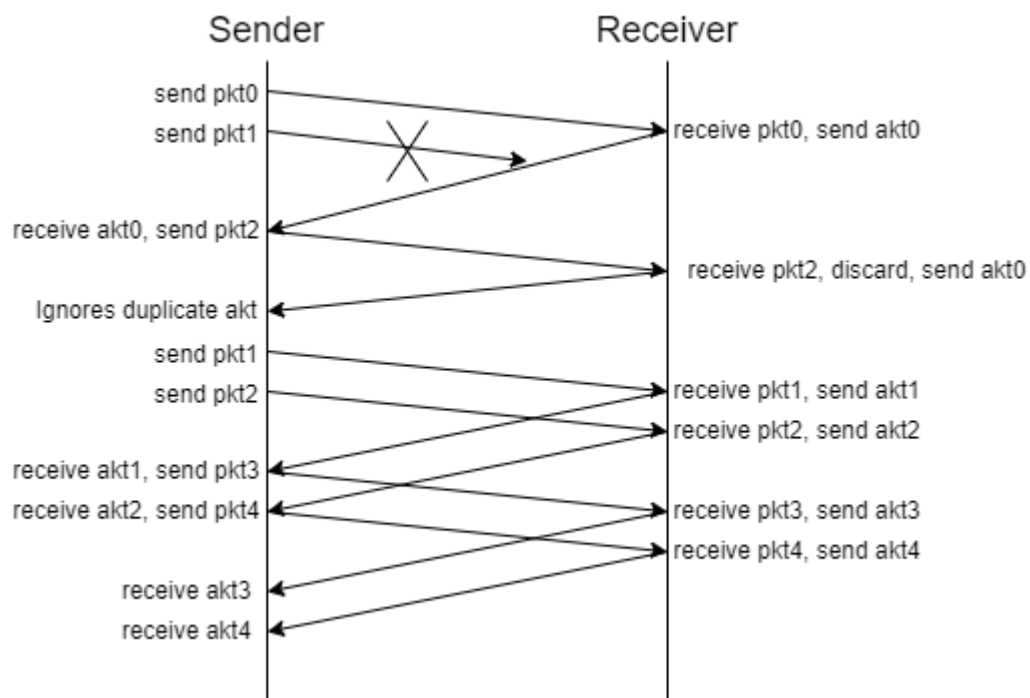 Sender
Receiver
send pkt0
send pkt1
receive pkt0, send akt0
receive akt0, send pkt2
receive pkt2, discard, send akt0
Ignores duplicate akt
send pkt1
send pkt2
receive pkt1, send akt1
receive pkt2, send akt2
receive akt1, send pkt3
receive akt2, send pkt4
receive pkt3, send akt3
receive pkt4, send akt4
receive akt3
receive akt4